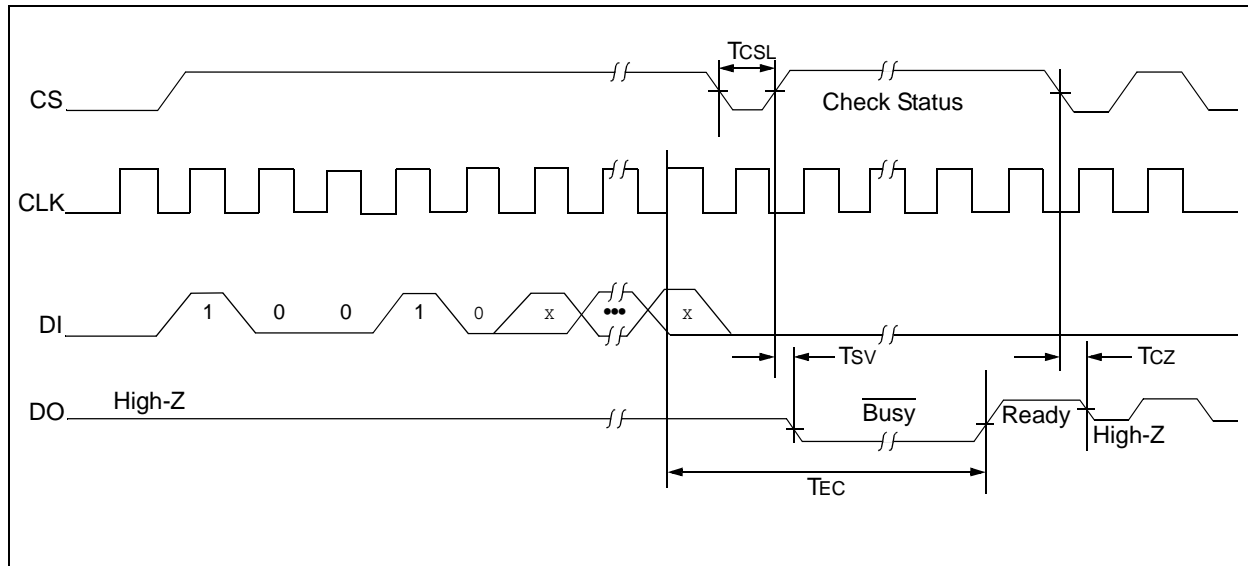 TCSL
CS
Check Status
CLK
DI
1 0 0 1 0 x ••• x
TSV
TCZ
DO
High-Z
Busy
Ready
High-Z
TEC